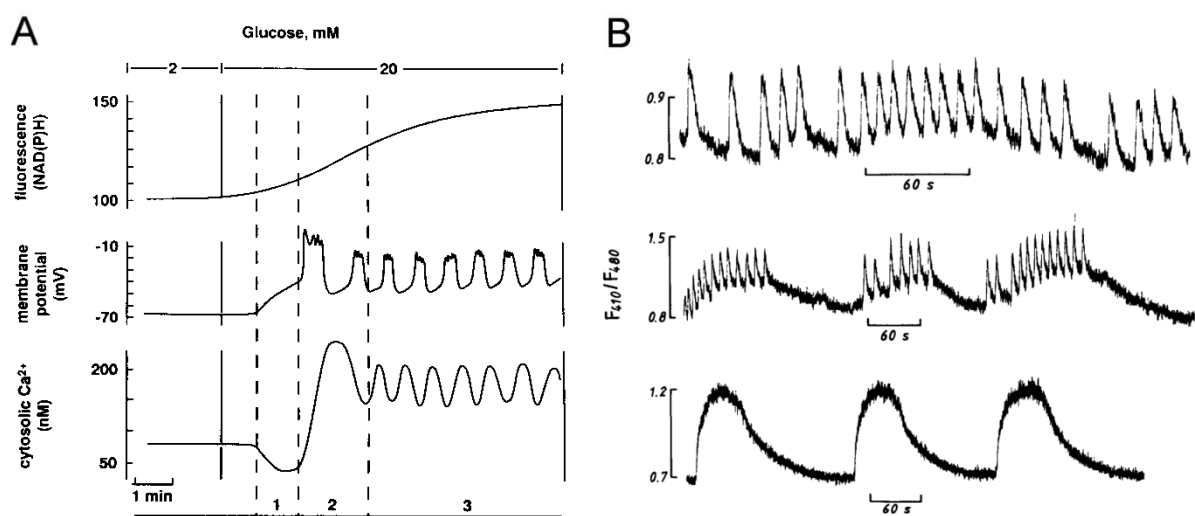 A
Glucose, mM
2
20
150
100
fluorescence
(NAD(P)H)
-10
-70
membrane
potential
(mV)
200
50
cytosolic Ca²⁺
(nM)
1 min
1
2
3
B
0.9
0.8
60 s
1.5
0.8
F410/F480
60 s
1.2
0.7
60 s